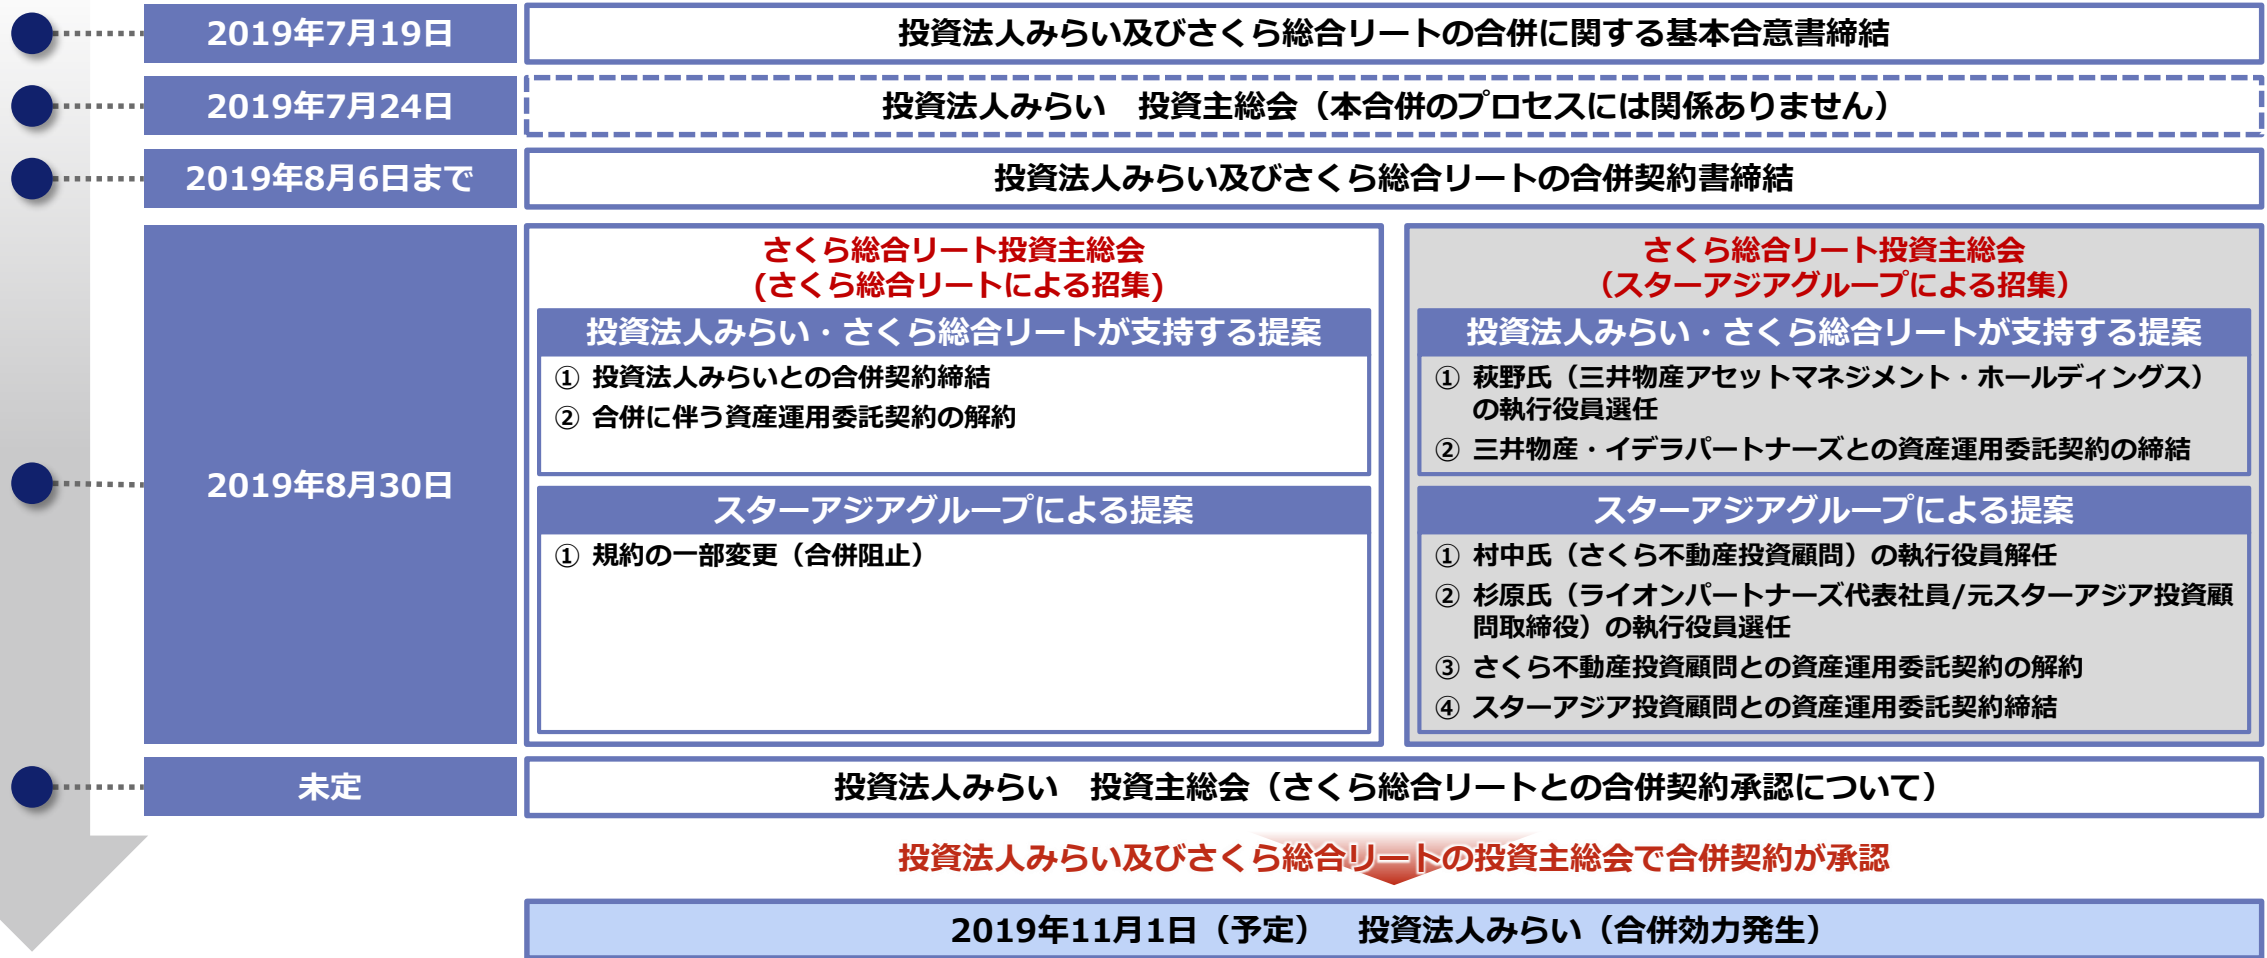 2019年7月19日
投資法人みらい及びさくら総合リートの合併に関する基本合意書締結
2019年7月24日
投資法人みらい　投資主総会（本合併のプロセスには関係ありません）
2019年8月6日まで
投資法人みらい及びさくら総合リートの合併契約書締結
2019年8月30日
さくら総合リート投資主総会
(さくら総合リートによる招集)
投資法人みらい・さくら総合リートが支持する提案
① 投資法人みらいとの合併契約締結
② 合併に伴う資産運用委託契約の解約
スターアジアグループによる提案
① 規約の一部変更（合併阻止）
さくら総合リート投資主総会
（スターアジアグループによる招集）
投資法人みらい・さくら総合リートが支持する提案
① 萩野氏（三井物産アセットマネジメント・ホールディングス）
の執行役員選任
② 三井物産・イデラパートナーズとの資産運用委託契約の締結
スターアジアグループによる提案
① 村中氏（さくら不動産投資顧問）の執行役員解任
② 杉原氏（ライオンパートナーズ代表社員/元スターアジア投資顧
問取締役）の執行役員選任
③ さくら不動産投資顧問との資産運用委託契約の解約
④ スターアジア投資顧問との資産運用委託契約締結
未定
投資法人みらい　投資主総会（さくら総合リートとの合併契約承認について）
投資法人みらい及びさくら総合リートの投資主総会で合併契約が承認
2019年11月1日（予定）　投資法人みらい（合併効力発生）